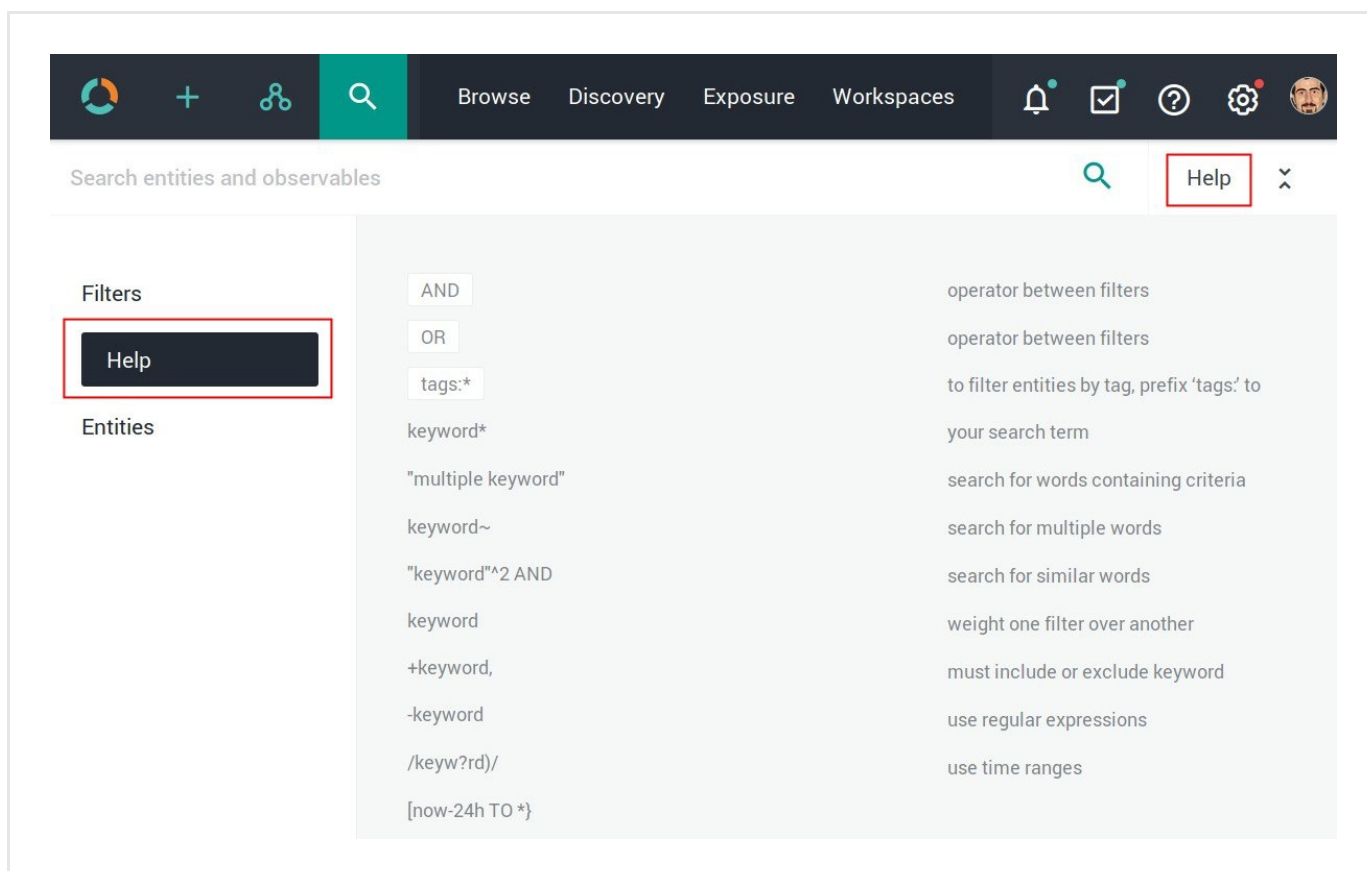 Browse Discovery Exposure Workspaces
Search entities and observables
Help
Filters
Help
Entities
AND
operator between filters
OR
operator between filters
tags:*
to filter entities by tag, prefix ‘tags:’ to
keyword*
your search term
"multiple keyword"
search for words containing criteria
keyword~
search for multiple words
"keyword"^2 AND
search for similar words
keyword
weight one filter over another
+keyword,
must include or exclude keyword
-keyword
use regular expressions
/keyw?rd)/
use time ranges
[now-24h TO *}